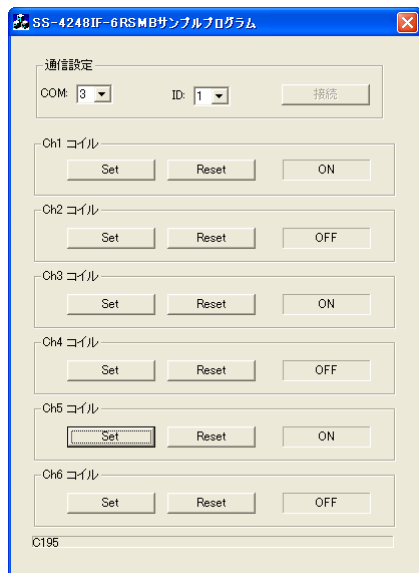 SS-4248IF-6RSMBサンプルプログラム
通信設定
COM: 3 ID: 1 接続
Ch1 コイル
Set Reset ON
Ch2 コイル
Set Reset OFF
Ch3 コイル
Set Reset ON
Ch4 コイル
Set Reset OFF
Ch5 コイル
Set Reset ON
Ch6 コイル
Set Reset OFF
C195